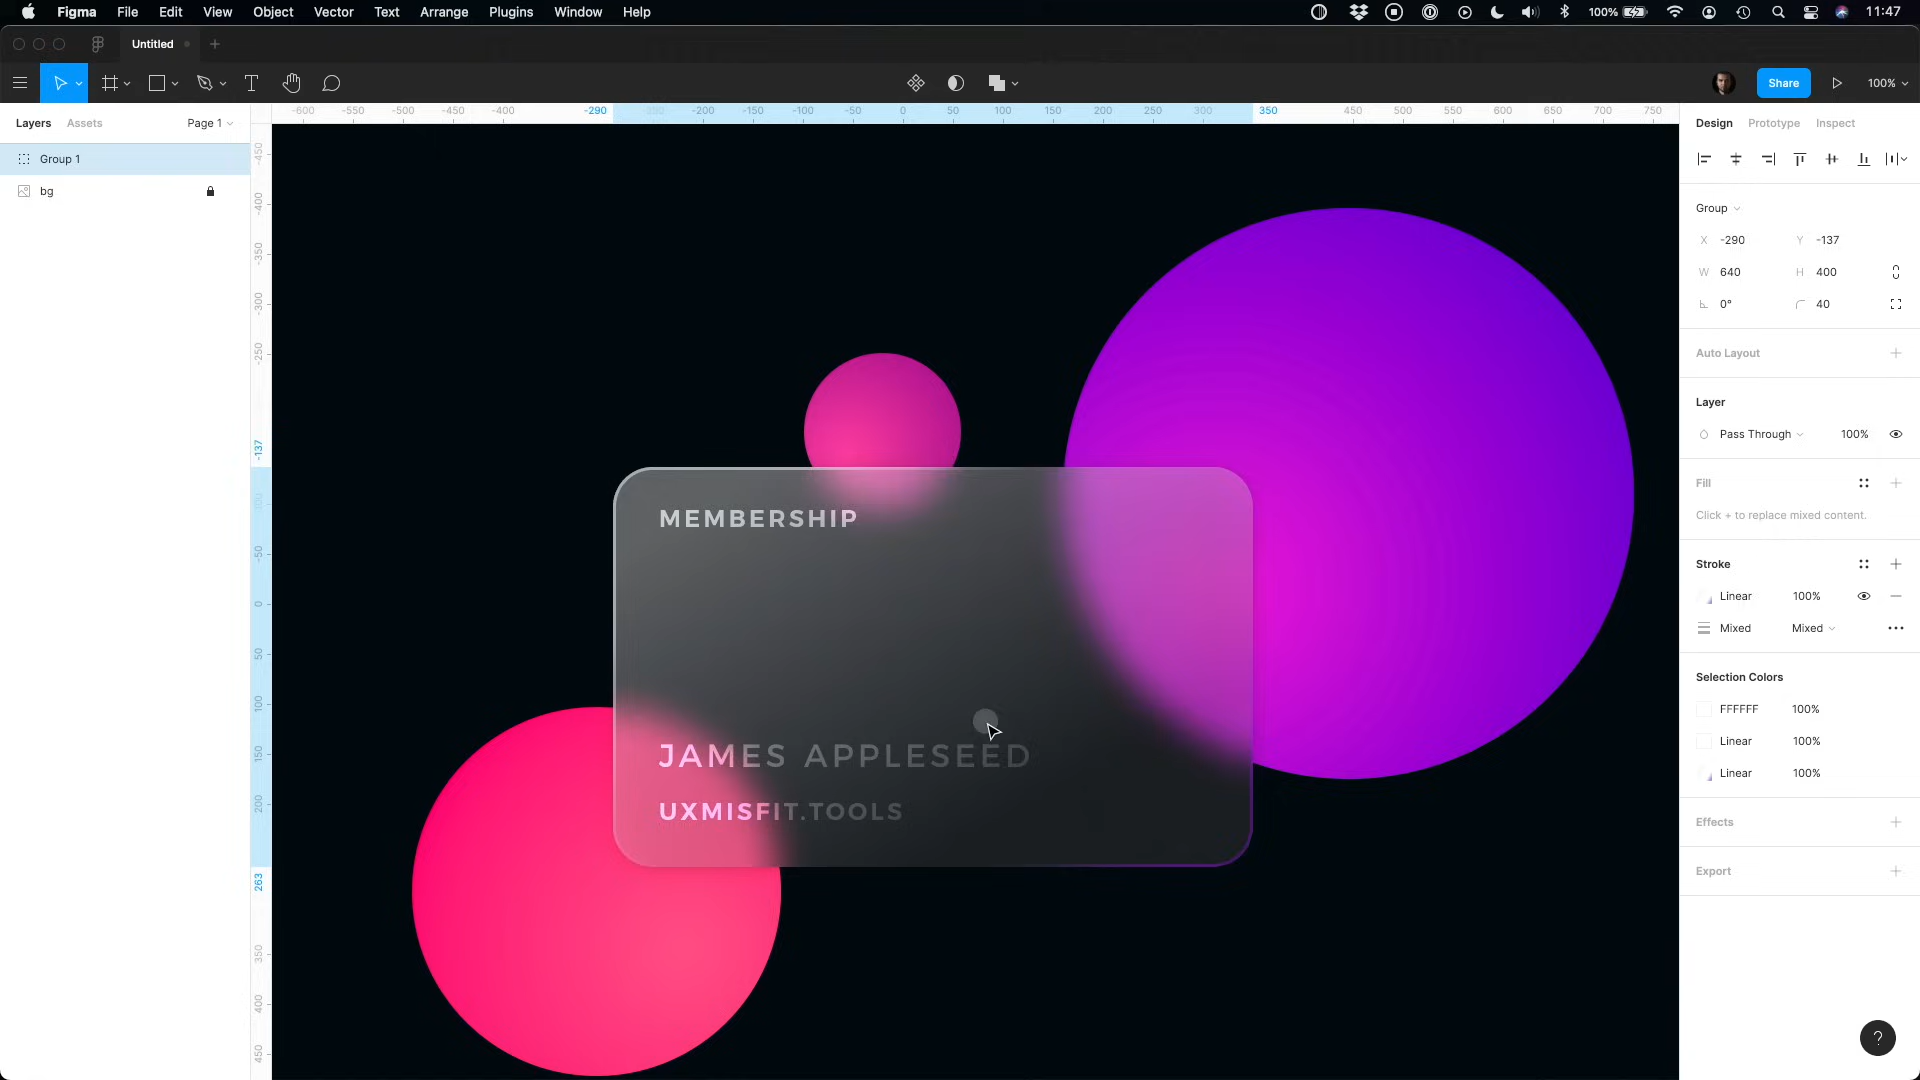 Figma File Edit View Object Vector Text Arrange Plugins Window Help 100% 11:47
Untitled
Share 100%
Layers Assets Page 1
Group 1
bg
-600 -550 -500 -450 -400 -290 -200 -150 -100 -50 0 50 100 150 200 250 300 350 450 500 550 600 650 700 750
-450
-400
-350
-300
-250
-137
-50
0
50
100
150
200
263
350
400
450
MEMBERSHIP
JAMES APPLESEED
UXMISFIT.TOOLS
Design Prototype Inspect
Group
X -290 Y -137
W 640 H 400
0° 40
Auto Layout
Layer
Pass Through 100%
Fill
Click + to replace mixed content.
Stroke
Linear 100%
Mixed Mixed
Selection Colors
FFFFFF 100%
Linear 100%
Linear 100%
Effects
Export
?